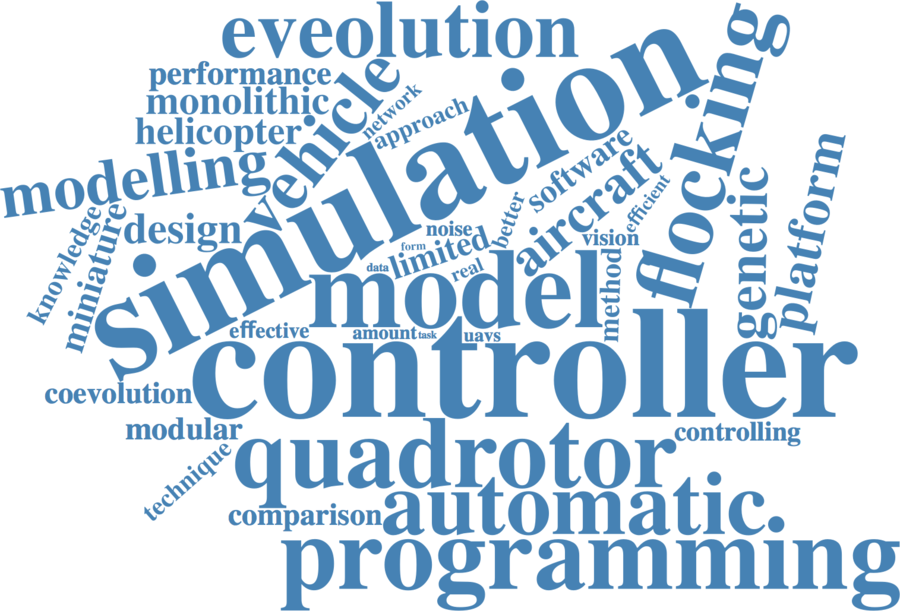 eveolution
performance
monolithic
helicopter
vehicle
network
approach
simulation
flocking
modelling
knowledge
miniature
design
software
aircraft
efficient
better
noise
form
limited
data
real
vision
method
genetic
platform
model
effective
amount
task
uavs
controller
coevolution
modular
technique
quadrotor
controlling
comparison
automatic.
programming